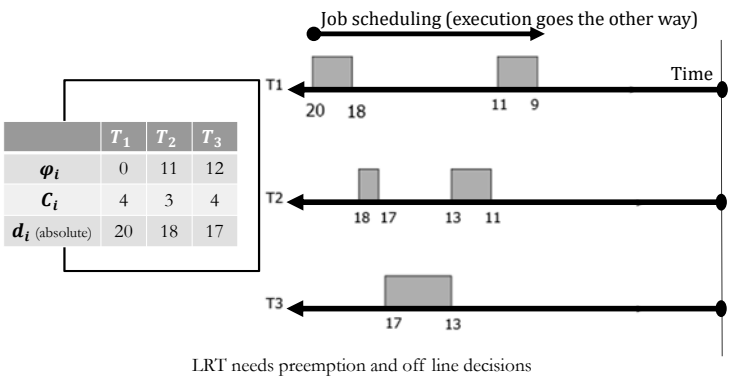 Job scheduling (execution goes the other way)
T1
Time
20 18 11 9
T₁ T₂ T₃
φᵢ 0 11 12
Cᵢ 4 3 4
dᵢ (absolute) 20 18 17
T2
18 17 13 11
T3
17 13
LRT needs preemption and off line decisions